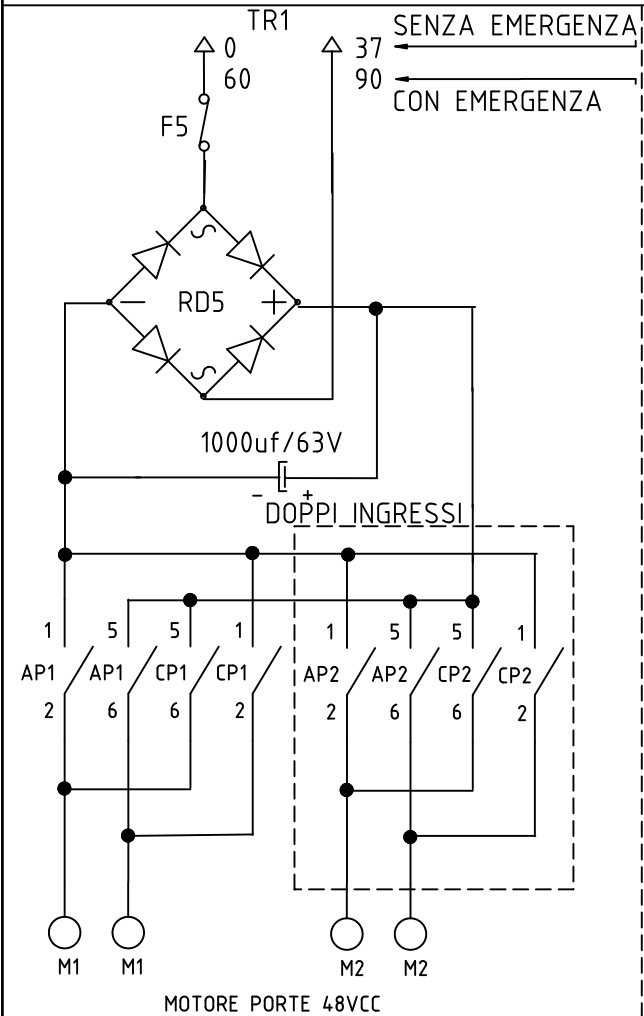 TR1
SENZA EMERGENZA
0 37
60 90
CON EMERGENZA
F5
S
− RD5 +
S
1000uf/63V
- +
DOPPI INGRESSI
1 5 5 1 1 5 5 1
AP1 AP1 CP1 CP1 AP2 AP2 CP2 CP2
2 6 6 2 2 6 6 2
M1 M1 M2 M2
MOTORE PORTE 48VCC